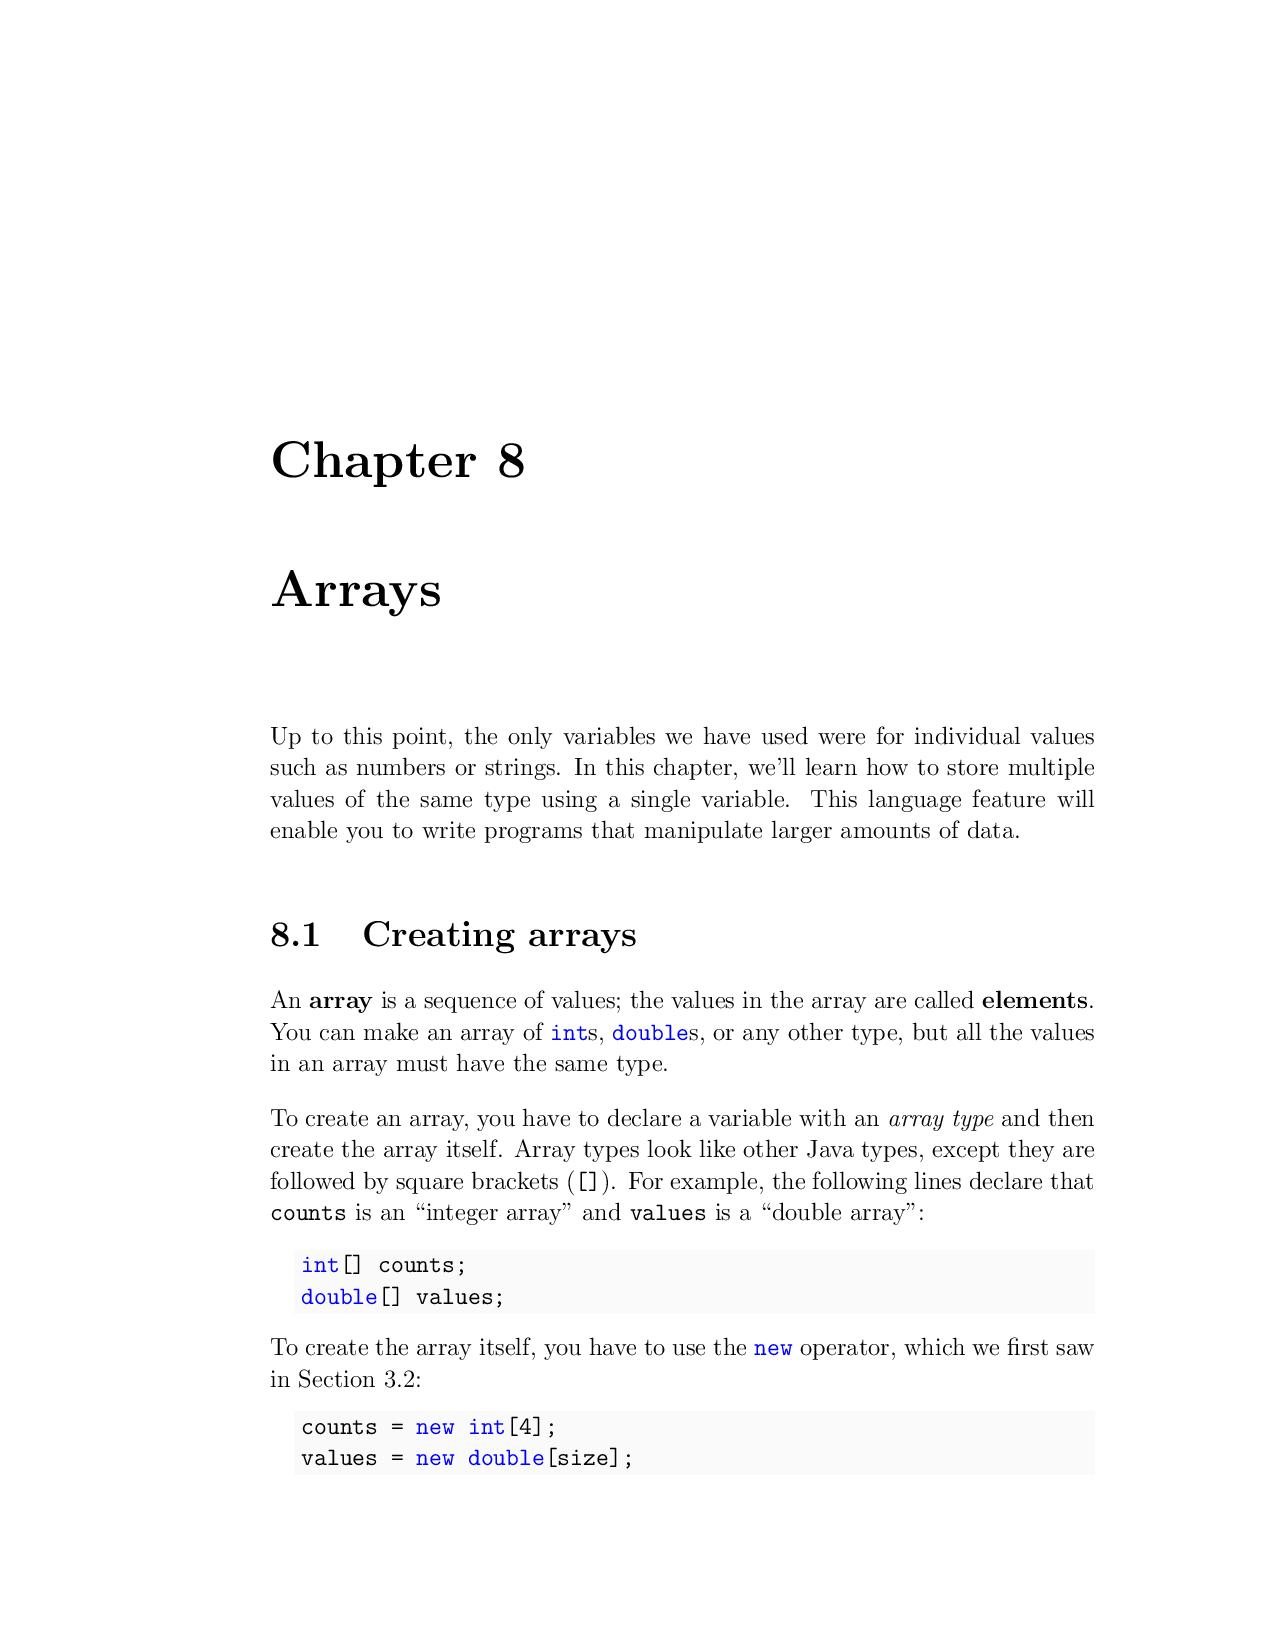 Chapter 8
Arrays
Up to this point, the only variables we have used were for individual values
such as numbers or strings. In this chapter, we’ll learn how to store multiple
values of the same type using a single variable. This language feature will
enable you to write programs that manipulate larger amounts of data.
8.1 Creating arrays
An array is a sequence of values; the values in the array are called elements.
You can make an array of ints, doubles, or any other type, but all the values
in an array must have the same type.
To create an array, you have to declare a variable with an array type and then
create the array itself. Array types look like other Java types, except they are
followed by square brackets ([]). For example, the following lines declare that
counts is an “integer array” and values is a “double array”:
int[] counts;
double[] values;
To create the array itself, you have to use the new operator, which we first saw
in Section 3.2:
counts = new int[4];
values = new double[size];